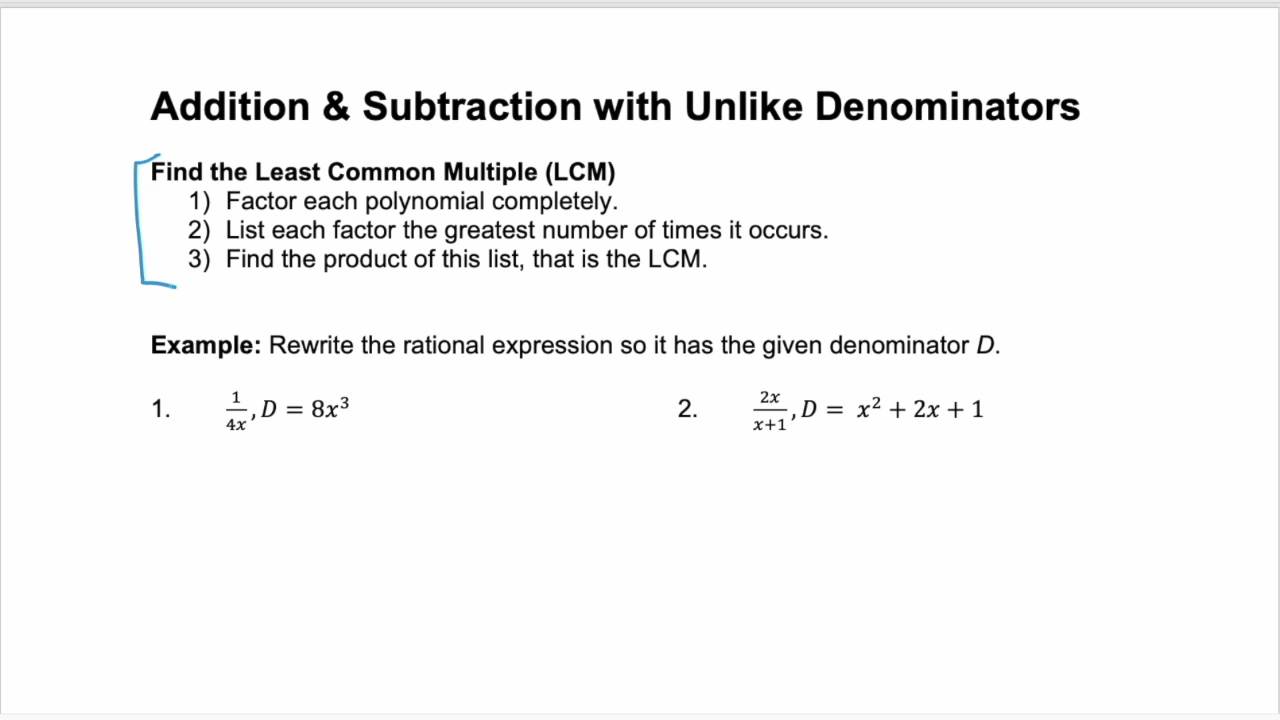 Addition & Subtraction with Unlike Denominators
Find the Least Common Multiple (LCM)
1) Factor each polynomial completely.
2) List each factor the greatest number of times it occurs.
3) Find the product of this list, that is the LCM.
Example: Rewrite the rational expression so it has the given denominator D.
1. 1/4x, D = 8x³
2. 2x/x+1, D = x² + 2x + 1